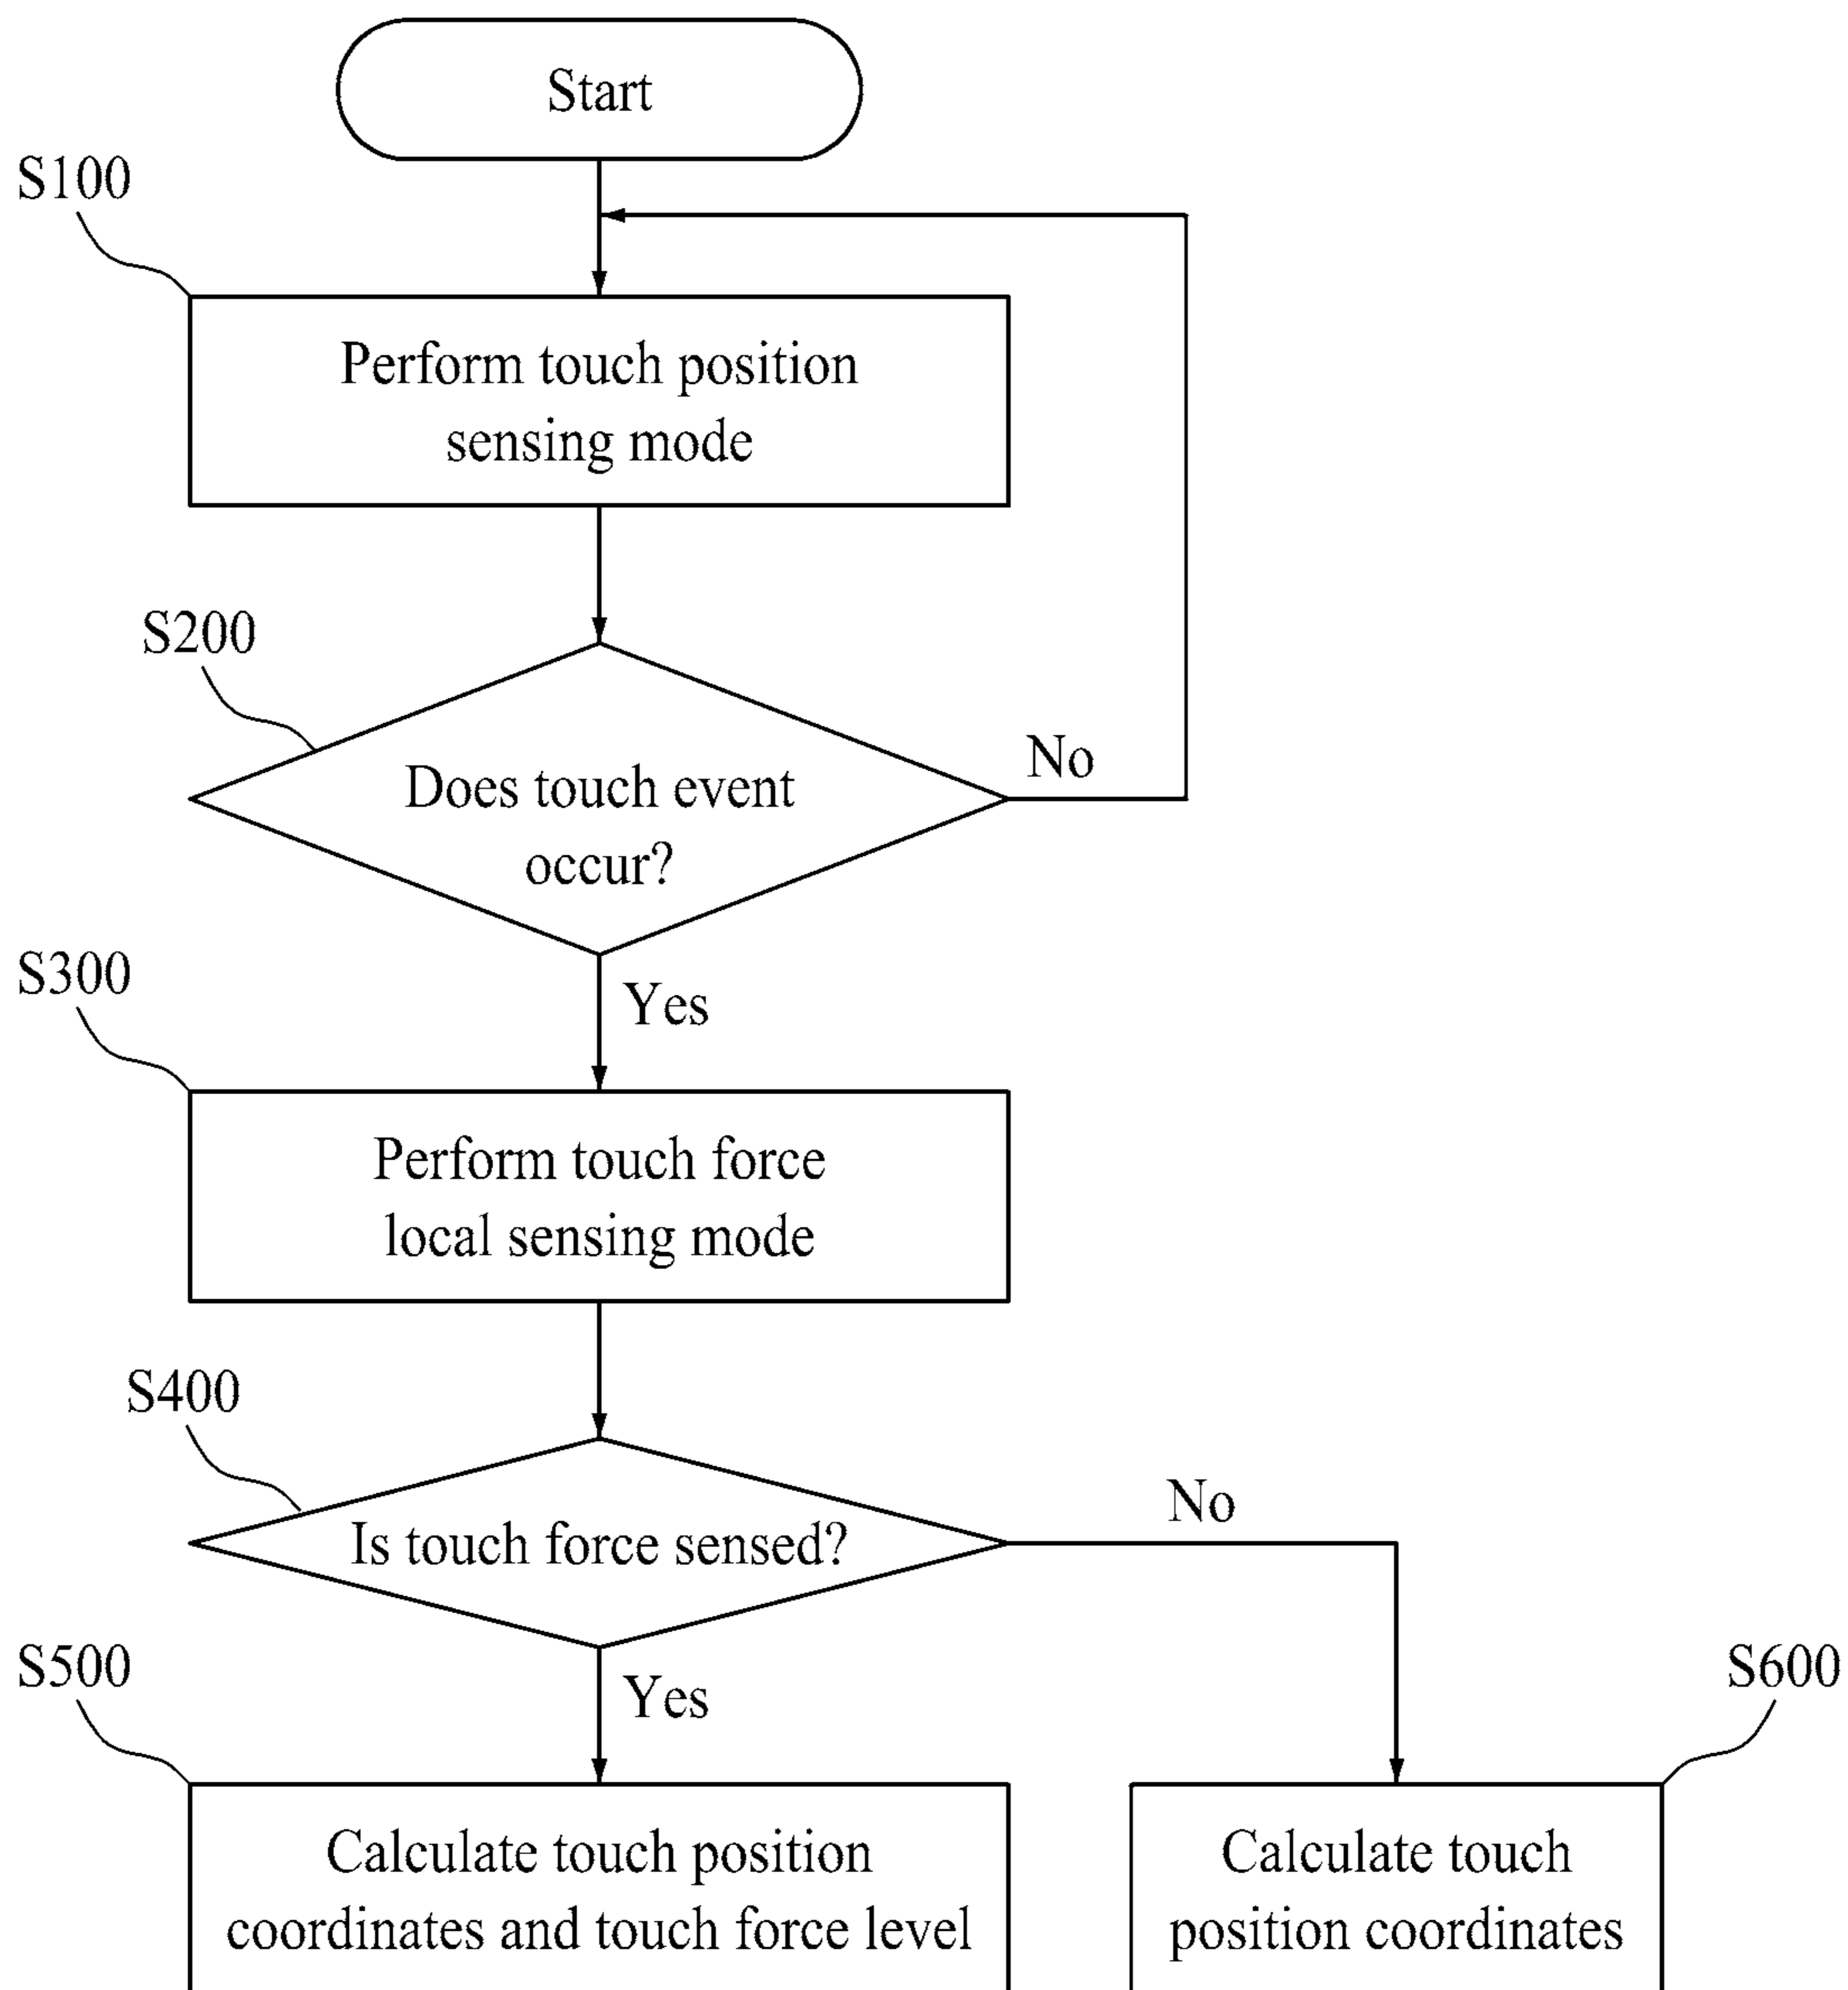 Start
S100
Perform touch position
sensing mode
S200
Does touch event
occur?
No
S300
Yes
Perform touch force
local sensing mode
S400
Is touch force sensed?
No
S500
Yes
S600
Calculate touch position
coordinates and touch force level
Calculate touch
position coordinates